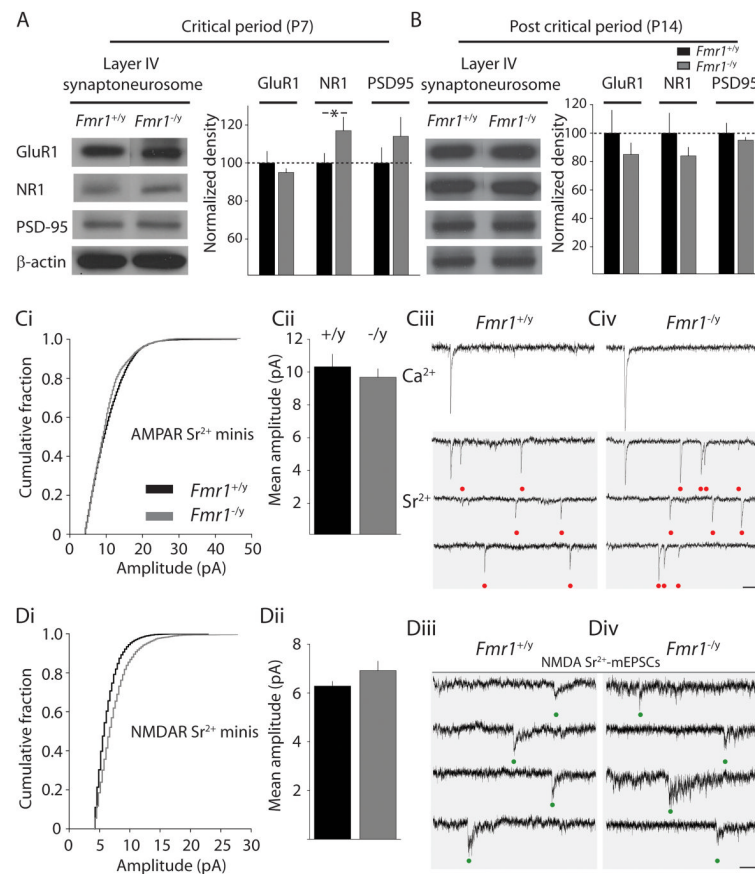 A
Critical period (P7)
Layer IV
synaptoneurosome
Fmr1+/y Fmr1-/y
GluR1
NR1
PSD-95
β-actin
GluR1 NR1 PSD95
-*-
Normalized density
120
100
80
60
B
Post critical period (P14)
Fmr1+/y
Fmr1-/y
Layer IV
synaptoneurosome
Fmr1+/y Fmr1-/y
GluR1 NR1 PSD95
Normalized density
120
100
80
60
40
20
Ci
Cumulative fraction
1.0
0.8
0.6
0.4
0.2
0
AMPAR Sr2+ minis
Fmr1+/y
Fmr1-/y
0 10 20 30 40 50
Amplitude (pA)
Cii
+/y -/y
Mean amplitude (pA)
12
10
8
6
4
2
Ciii Fmr1+/y
Civ Fmr1-/y
Ca2+
Sr2+
Di
Cumulative fraction
1.0
0.8
0.6
0.4
0.2
0
NMDAR Sr2+ minis
0 5 10 15 20 25 30
Amplitude (pA)
Dii
Mean amplitude (pA)
8
6
4
2
Diii Fmr1+/y
Div Fmr1-/y
NMDA Sr2+-mEPSCs